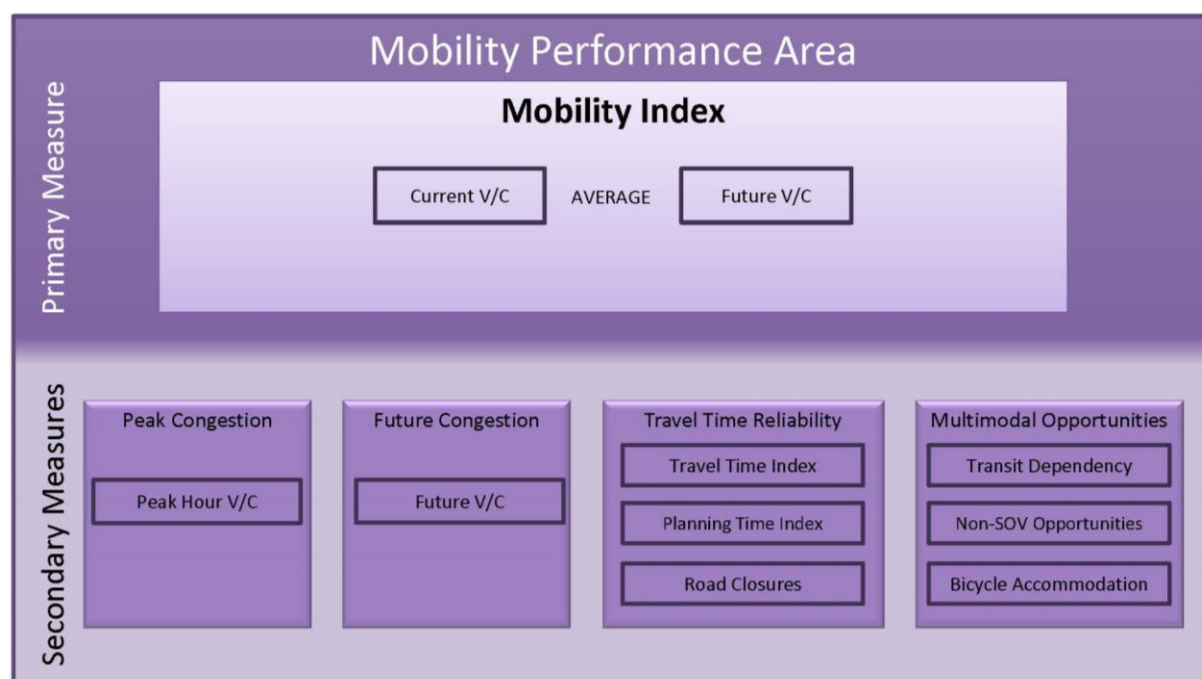 Mobility Performance Area
Primary Measure
Mobility Index
Current V/C AVERAGE Future V/C
Secondary Measures
Peak Congestion
Peak Hour V/C
Future Congestion
Future V/C
Travel Time Reliability
Travel Time Index
Planning Time Index
Road Closures
Multimodal Opportunities
Transit Dependency
Non-SOV Opportunities
Bicycle Accommodation